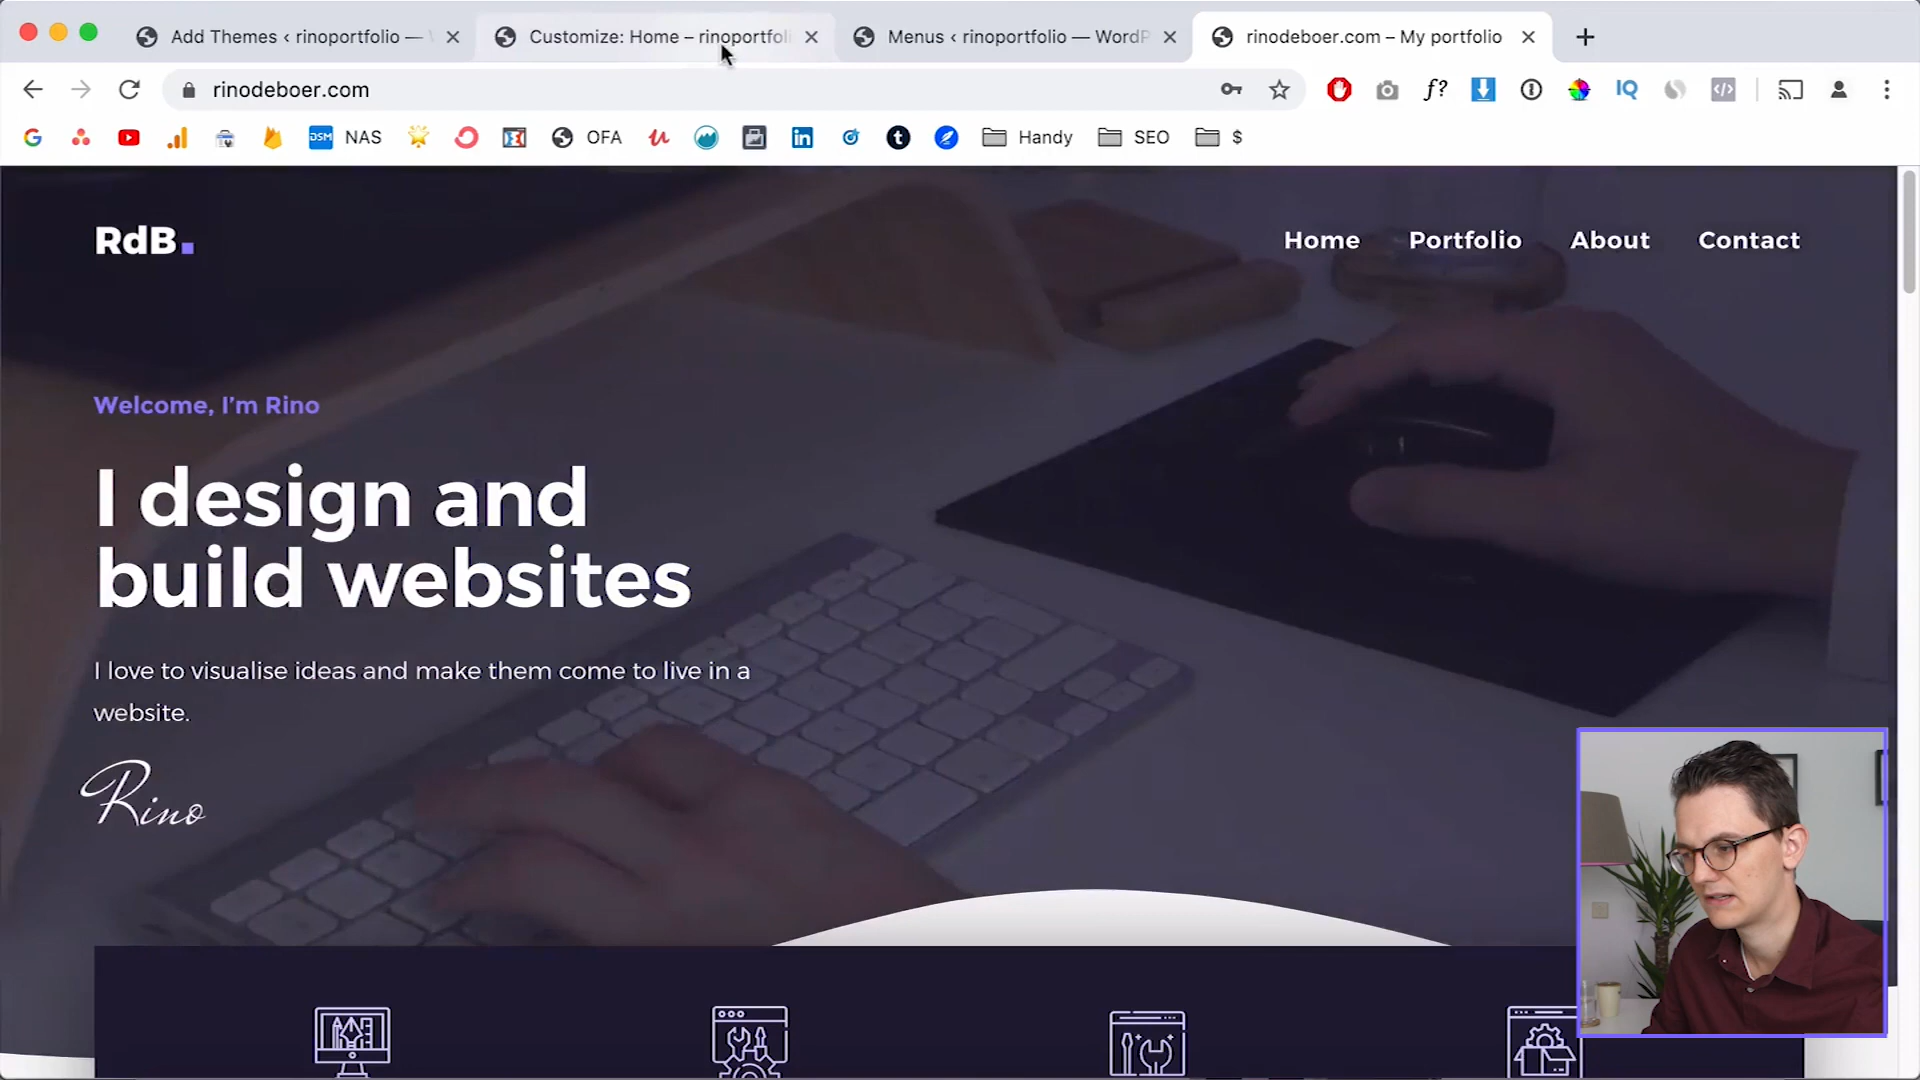 Add Themes ‹ rinoportfolio —
Customize: Home – rinoportfoli
Menus ‹ rinoportfolio — WordP
rinodeboer.com – My portfolio
rinodeboer.com
f?
IQ
DSM NAS
OFA
Handy
SEO
$
RdB.
Home
Portfolio
About
Contact
Welcome, I'm Rino
I design and
build websites
I love to visualise ideas and make them come to live in a
website.
Rino